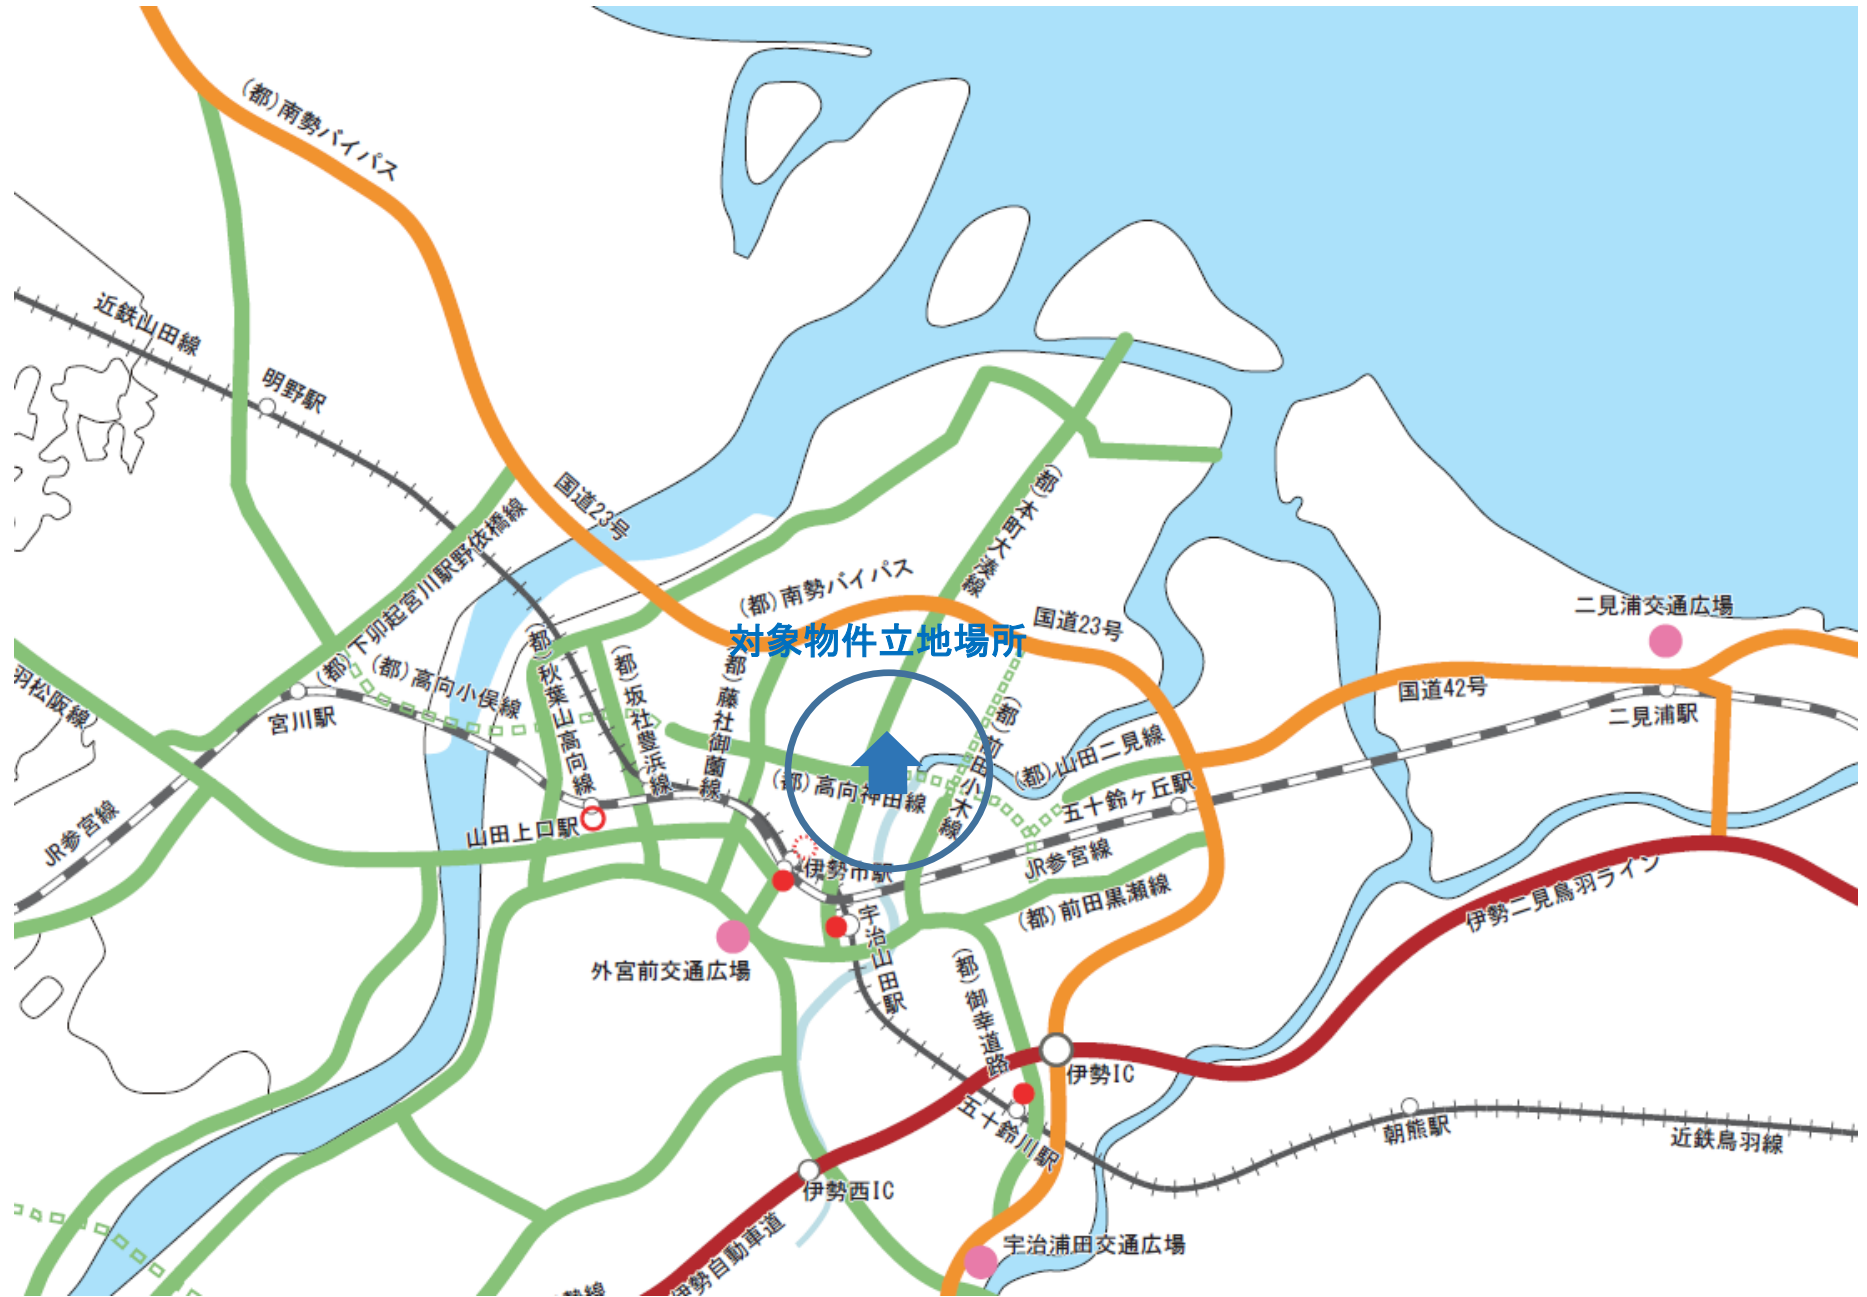 (都)南勢バイパス
近鉄山田線
明野駅
国道23号
(都)本町大湊線
(都)下卯起宮川駅野依橋線
(都)南勢バイパス
国道23号
二見浦交通広場
対象物件立地場所
羽松阪線)
宮川駅
(都)高向小俣線
(都)秋葉山高向線
(都)坂社豊浜線
(都)藤社御薗線
(都)前田小木線
(都)山田二見線
国道42号
二見浦駅
(都)高向神田線
五十鈴ヶ丘駅
JR参宮線
山田上口駅
伊勢市駅
JR参宮線
(都)前田黒瀬線
伊勢二見鳥羽ライン
宇治山田駅
外宮前交通広場
(都)御幸道路
伊勢IC
五十鈴川駅
朝熊駅
近鉄鳥羽線
伊勢西IC
伊勢自動車道
宇治浦田交通広場
勢線